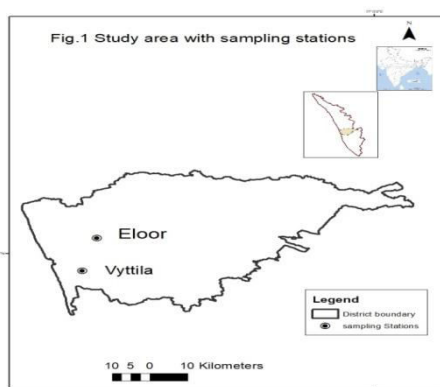 Fig.1 Study area with sampling stations
N
Eloor
Vyttila
Legend
District boundary
sampling Stations
10 5 0 10 Kilometers